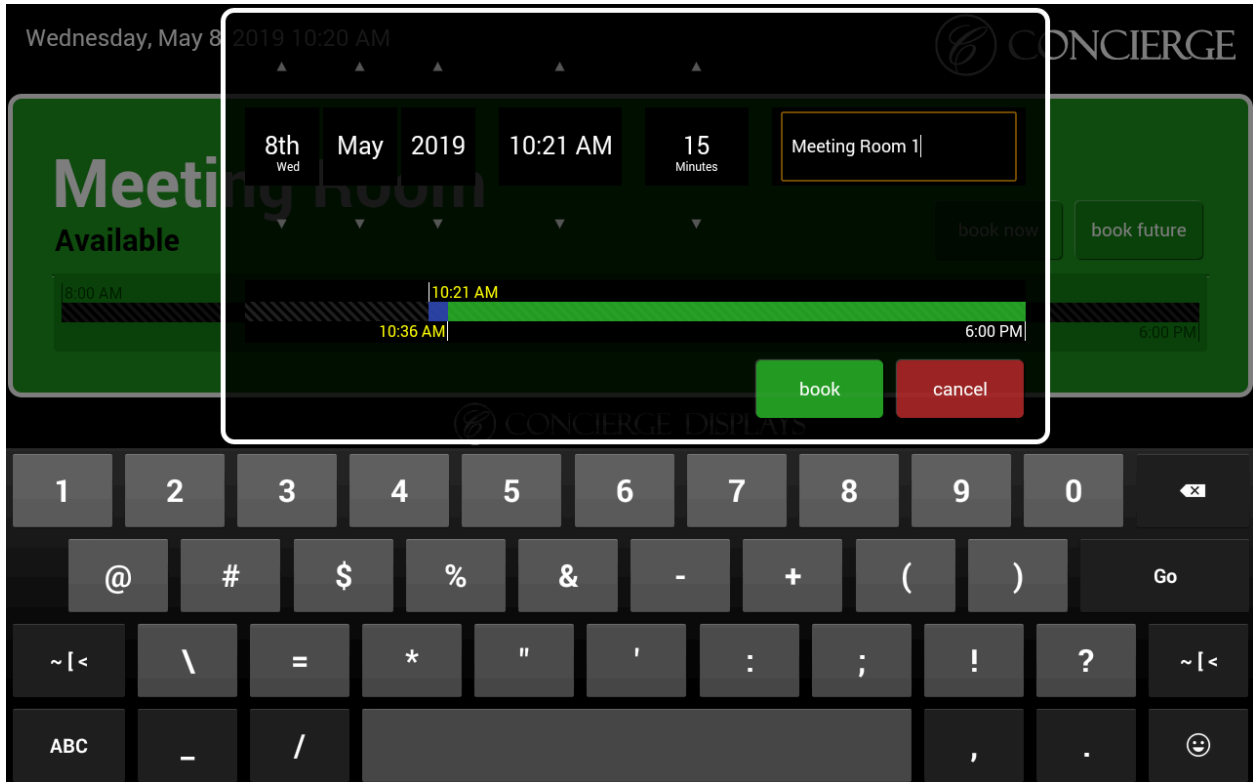 Wednesday, May 8, 2019 10:20 AM
CONCIERGE
8th May 2019 10:21 AM 15 Meeting Room 1
Wed Minutes
Meeting Room
Available
book now book future
8:00 AM 10:21 AM
10:36 AM 6:00 PM 6:00 PM
book cancel
CONCIERGE DISPLAYS
1 2 3 4 5 6 7 8 9 0
@ # $ % & - + ( ) Go
~ [ < \ = * " ' : ; ! ? ~ [ <
ABC _ / , .